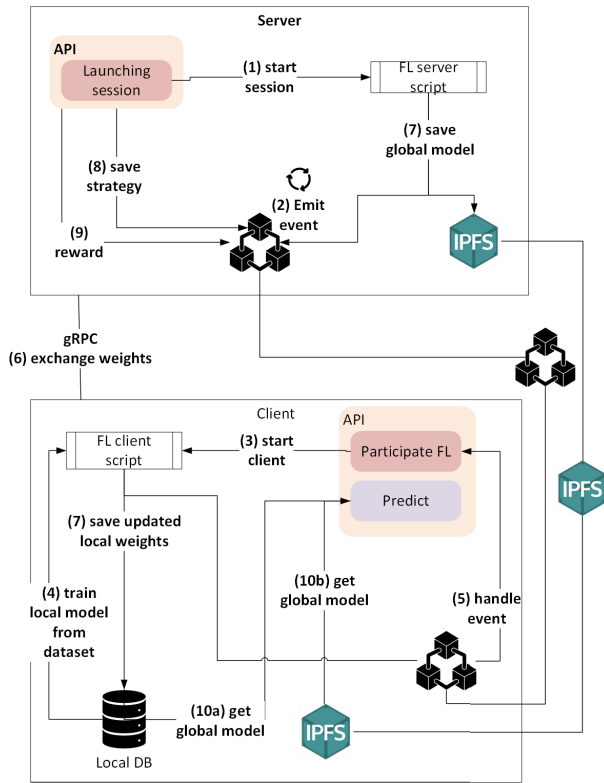 Server
API
Launching
session
(1) start
session
FL server
script
(7) save
global model
(8) save
strategy
(2) Emit
event
(9)
reward
IPFS
gRPC
(6) exchange weights
Client
API
FL client
script
(3) start
client
Participate FL
Predict
IPFS
(7) save updated
local weights
(4) train
local model
from
dataset
(10b) get
global model
(5) handle
event
(10a) get
global model
IPFS
Local DB